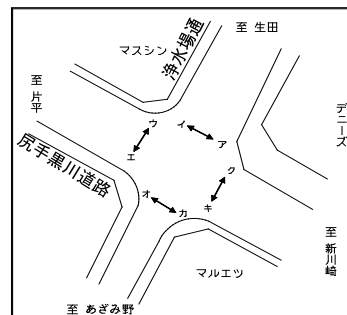 至 生田
マスシン
浄水場通
至 片平
デニーズ
ウ
イ
ア
エ
ク
尻手黒川道路
オ
カ
キ
至 新川崎
マルエツ
至 あざみ野